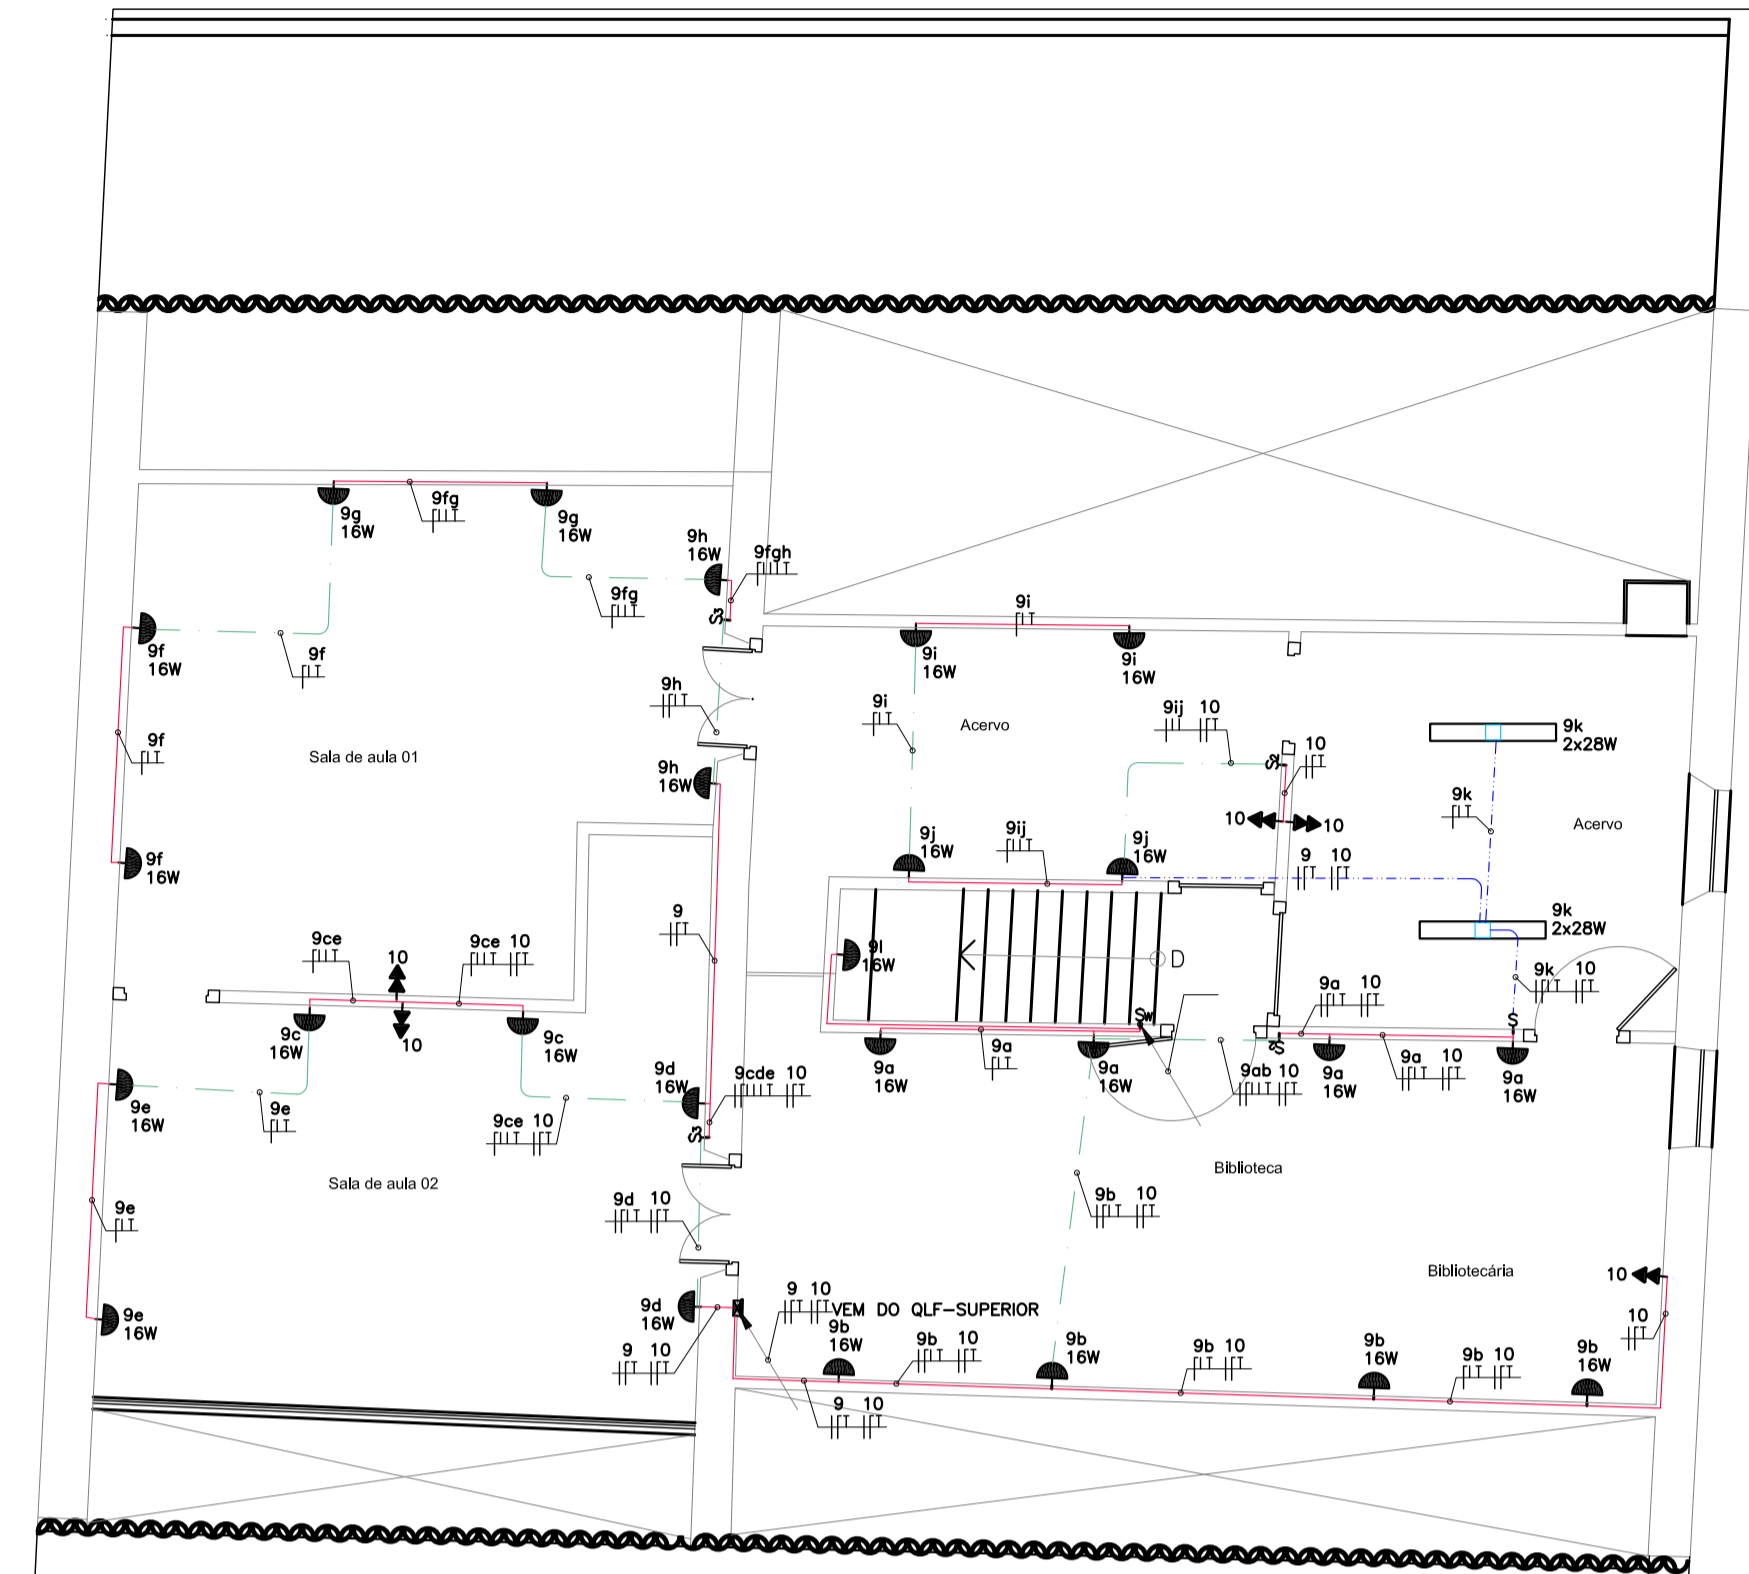 9fg
9g
16W
9g
16W
9h
16W
9fgh
S3
9fg
9i
9f
16W
9f
9i
16W
9i
16W
9h
9i
Acervo
9ij 10
9k
2x28W
S2
10
9f
Sala de aula 01
9h
16W
9k
10
10
Acervo
9j
16W
9ij
9j
16W
9f
16W
9 10
9
9k
2x28W
9ce
9ce 10
10
9l
16W
D
9k 10
9a 10
Sw
S
S
9c
16W
10
9c
16W
9a
16W
9a
9a
16W
9a
16W
9a 10
9a
16W
9d
16W
9cde 10
9ab 10
9e
16W
9e
9ce 10
S3
Biblioteca
Sala de aula 02
9b 10
9e
9d 10
Bibliotecária
10
9e
16W
9d
16W
9 10
VEM DO QLF-SUPERIOR
10
9 10
9b
16W
9b 10
9b
16W
9b 10
9b
16W
9b 10
9b
16W
9 10